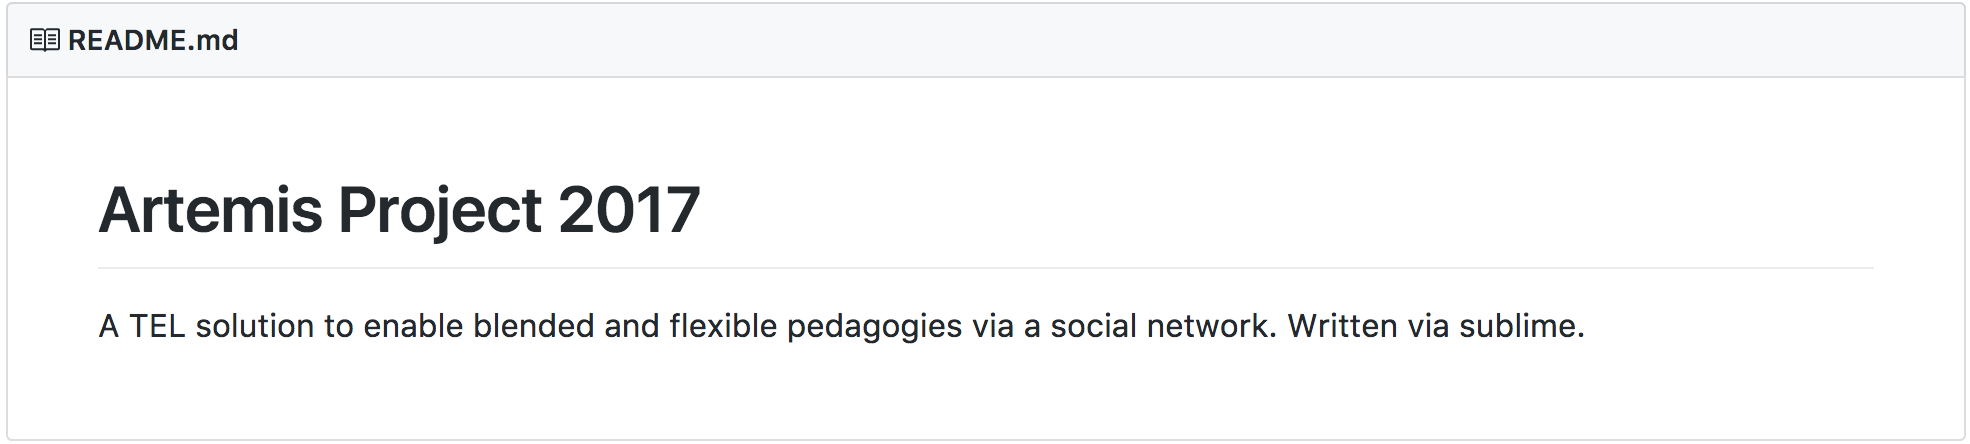 README.md
Artemis Project 2017
A TEL solution to enable blended and flexible pedagogies via a social network. Written via sublime.